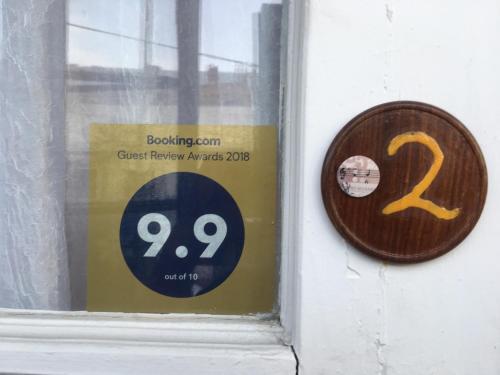 Booking.com
Guest Review Awards 2018
9.9
out of 10
2